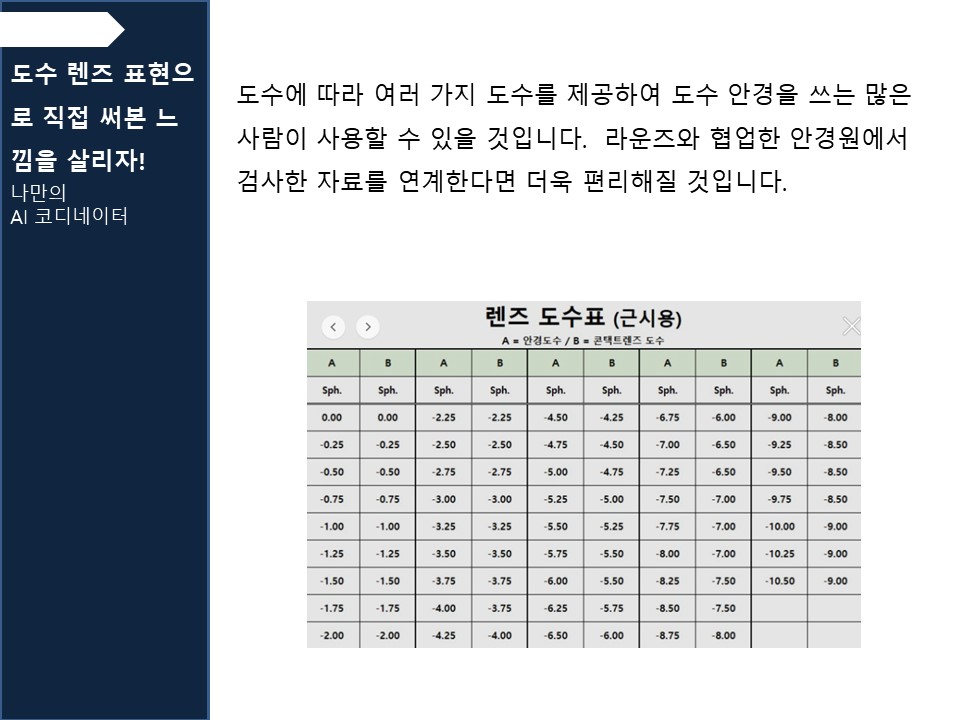 도수 렌즈 표현으
로 직접 써본 느
낌을 살리자!
나만의
AI 코디네이터
도수에 따라 여러 가지 도수를 제공하여 도수 안경을 쓰는 많은
사람이 사용할 수 있을 것입니다. 라운즈와 협업한 안경원에서
검사한 자료를 연계한다면 더욱 편리해질 것입니다.
렌즈 도수표 (근시용)
A = 안경도수 / B = 콘택트렌즈 도수
A B A B A B A B A B
Sph. Sph. Sph. Sph. Sph. Sph. Sph. Sph. Sph. Sph.
0.00 0.00 -2.25 -2.25 -4.50 -4.25 -6.75 -6.00 -9.00 -8.00
-0.25 -0.25 -2.50 -2.50 -4.75 -4.50 -7.00 -6.50 -9.25 -8.50
-0.50 -0.50 -2.75 -2.75 -5.00 -4.75 -7.25 -6.50 -9.50 -8.50
-0.75 -0.75 -3.00 -3.00 -5.25 -5.00 -7.50 -7.00 -9.75 -8.50
-1.00 -1.00 -3.25 -3.25 -5.50 -5.25 -7.75 -7.00 -10.00 -9.00
-1.25 -1.25 -3.50 -3.50 -5.75 -5.50 -8.00 -7.00 -10.25 -9.00
-1.50 -1.50 -3.75 -3.75 -6.00 -5.50 -8.25 -7.50 -10.50 -9.00
-1.75 -1.75 -4.00 -3.75 -6.25 -5.75 -8.50 -7.50
-2.00 -2.00 -4.25 -4.00 -6.50 -6.00 -8.75 -8.00